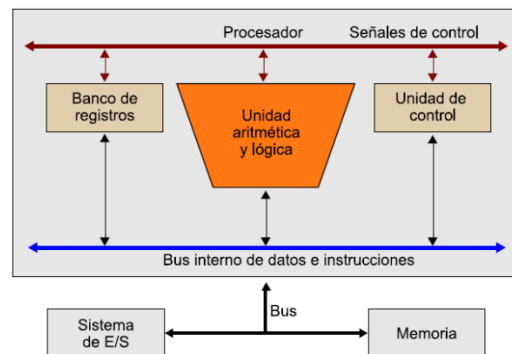 Procesador
Señales de control
Banco de
registros
Unidad
aritmética
y lógica
Unidad de
control
Bus interno de datos e instrucciones
Bus
Sistema
de E/S
Memoria